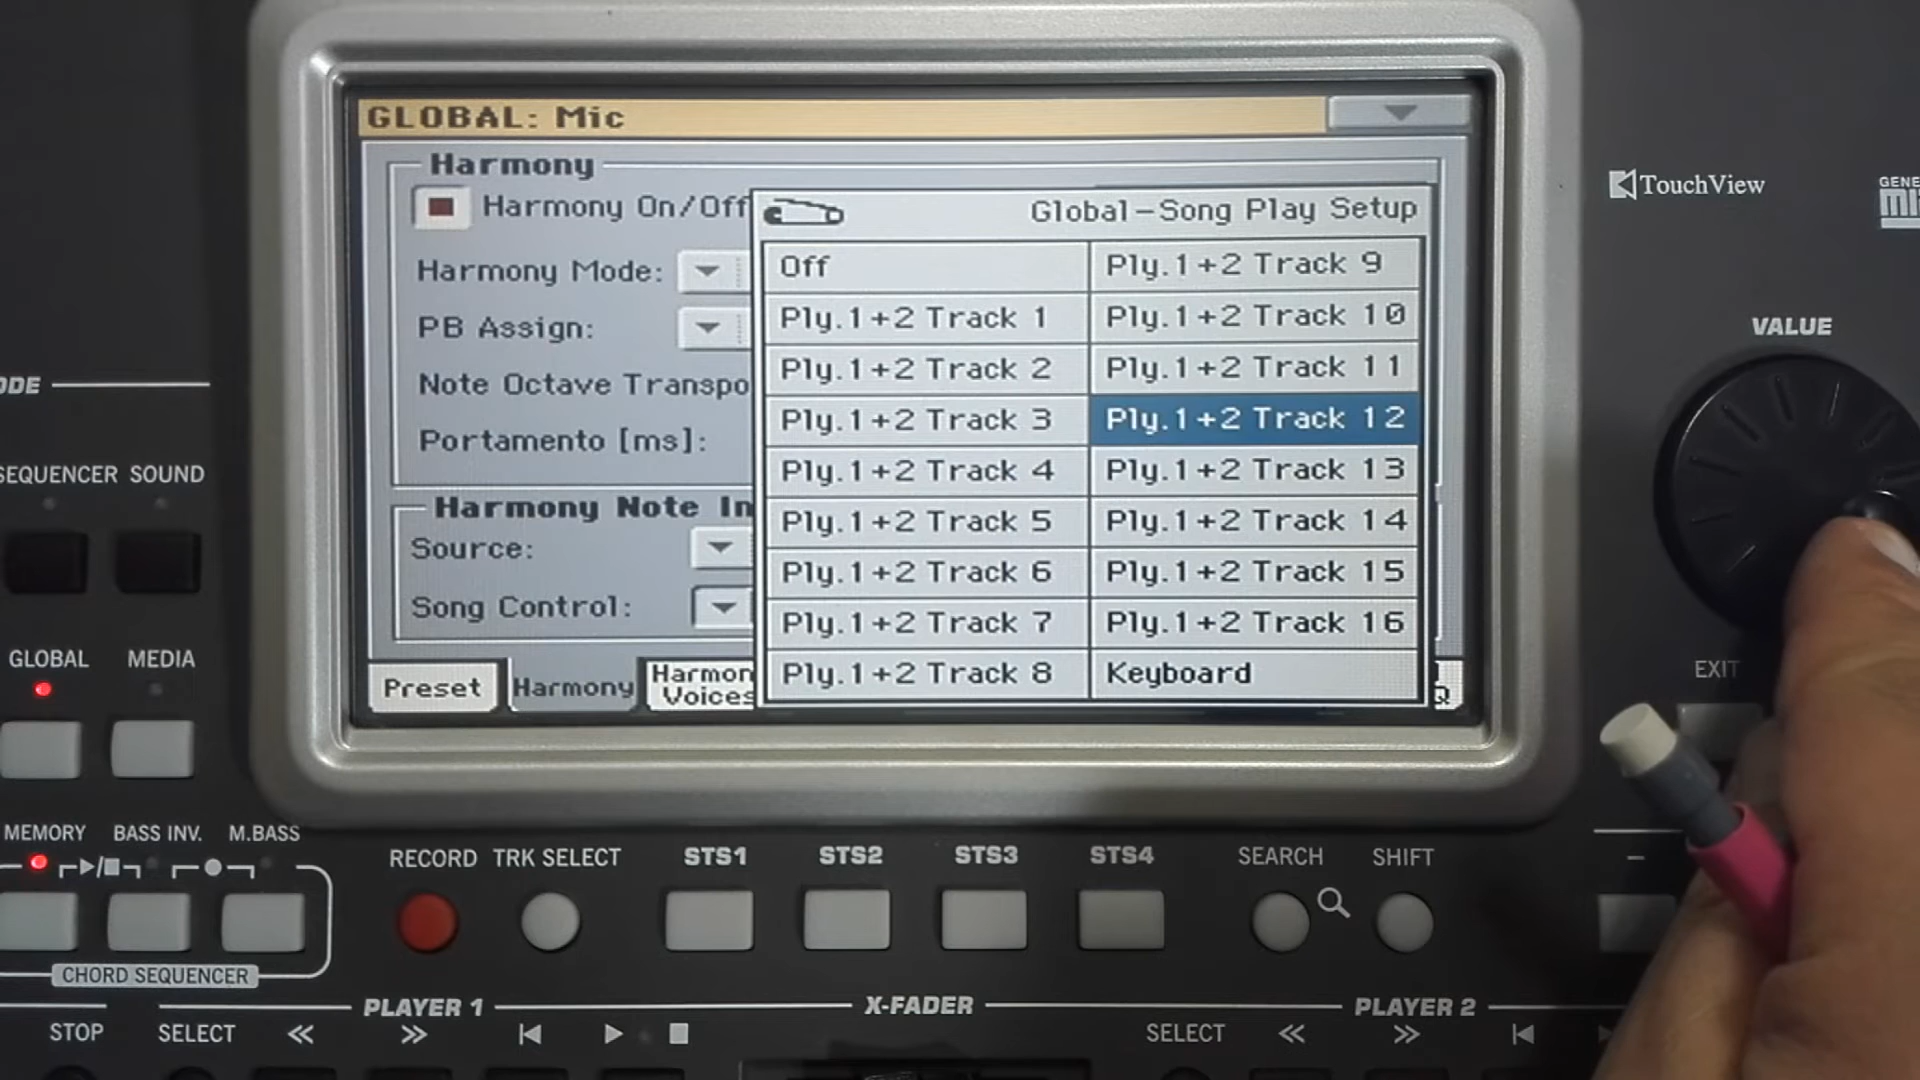 GLOBAL: Mic
Harmony
Harmony On/Off
Harmony Mode:
PB Assign:
Note Octave Transpo
Portamento [ms]:
Harmony Note In
Source:
Song Control:
Preset
Harmony
Harmon
Voices
Global-Song Play Setup
Off
Ply.1+2 Track 1
Ply.1+2 Track 2
Ply.1+2 Track 3
Ply.1+2 Track 4
Ply.1+2 Track 5
Ply.1+2 Track 6
Ply.1+2 Track 7
Ply.1+2 Track 8
Ply.1+2 Track 9
Ply.1+2 Track 10
Ply.1+2 Track 11
Ply.1+2 Track 12
Ply.1+2 Track 13
Ply.1+2 Track 14
Ply.1+2 Track 15
Ply.1+2 Track 16
Keyboard
Q
TouchView
GENE
VALUE
EXIT
ODE
SEQUENCER SOUND
GLOBAL MEDIA
MEMORY BASS INV. M.BASS
CHORD SEQUENCER
RECORD TRK SELECT STS1 STS2 STS3 STS4 SEARCH SHIFT
−
PLAYER 1 X-FADER PLAYER 2
STOP SELECT SELECT